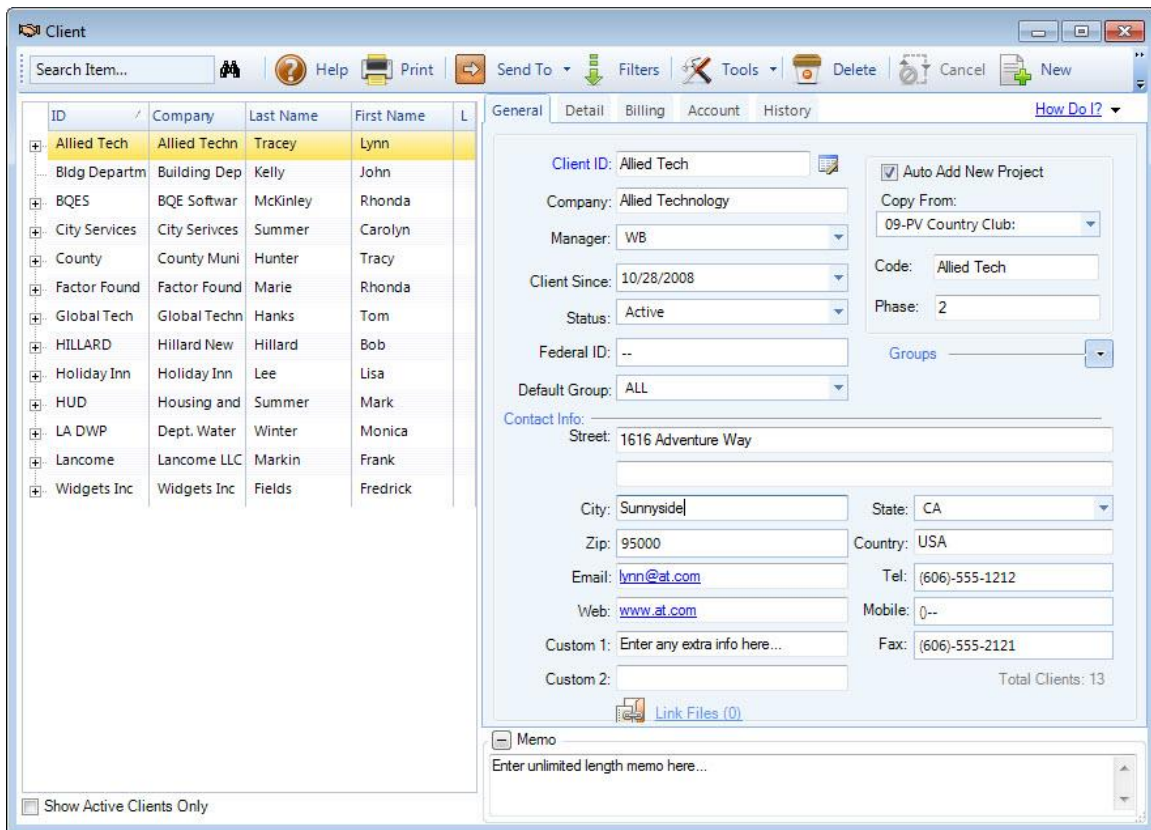 Client
Search Item... Help Print Send To Filters Tools Delete Cancel New
ID Company Last Name First Name L
Allied Tech Allied Techn Tracey Lynn
Bldg Departm Building Dep Kelly John
BQES BQE Softwar McKinley Rhonda
City Services City Serivces Summer Carolyn
County County Muni Hunter Tracy
Factor Found Factor Found Marie Rhonda
Global Tech Global Techn Hanks Tom
HILLARD Hillard New Hillard Bob
Holiday Inn Holiday Inn Lee Lisa
HUD Housing and Summer Mark
LA DWP Dept. Water Winter Monica
Lancome Lancome LLC Markin Frank
Widgets Inc Widgets Inc Fields Fredrick
Show Active Clients Only
General Detail Billing Account History How Do I?
Client ID: Allied Tech
Company: Allied Technology
Manager: WB
Client Since: 10/28/2008
Status: Active
Federal ID: --
Default Group: ALL
Auto Add New Project
Copy From:
09-PV Country Club:
Code: Allied Tech
Phase: 2
Groups
Contact Info:
Street: 1616 Adventure Way
City: Sunnyside State: CA
Zip: 95000 Country: USA
Email: lynn@at.com Tel: (606)-555-1212
Web: www.at.com Mobile: ()--
Custom 1: Enter any extra info here... Fax: (606)-555-2121
Custom 2: Total Clients: 13
Link Files (0)
Memo
Enter unlimited length memo here...